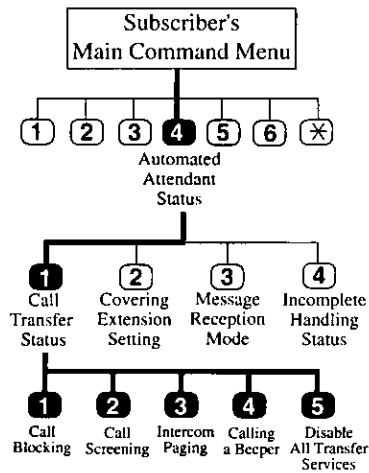 Subscriber's
Main Command Menu
1 2 3 4 5 6 *
Automated
Attendant
Status
1 2 3 4
Call Transfer Status
Covering Extension Setting
Message Reception Mode
Incomplete Handling Status
1 2 3 4 5
Call Blocking
Call Screening
Intercom Paging
Calling a Beeper
Disable All Transfer Services